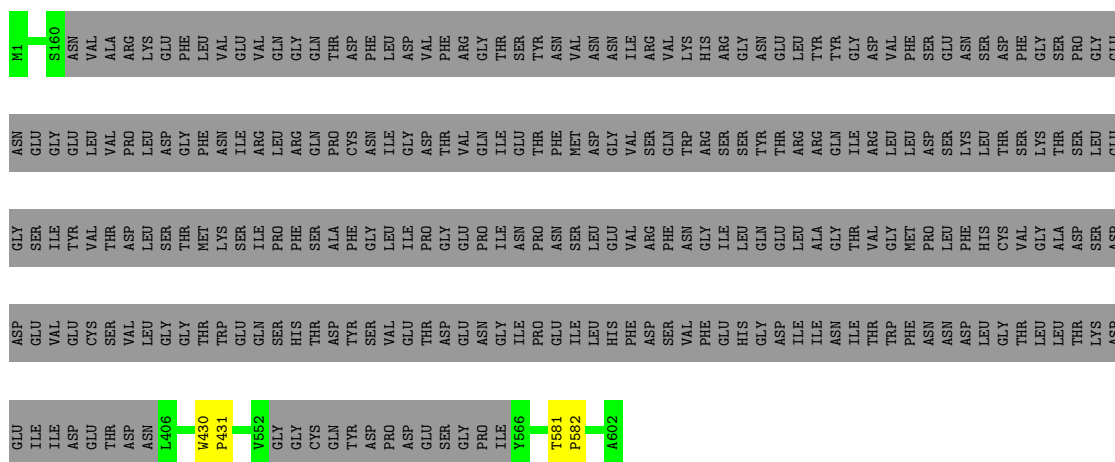 M1 S160 ASN VAL ALA ARG LYS GLU PHE LEU VAL GLU VAL GLN GLY GLN THR ASP PHE LEU ASP VAL PHE ARG GLY THR SER TYR ASN VAL ASN ASN ILE ARG VAL LYS HIS ARG GLY ASN GLU LEU TYR TYR GLY ASP VAL PHE SER GLU ASN SER ASP PHE GLY SER PRO GLY GLU
ASN GLU GLY GLU LEU VAL PRO LEU ASP GLY PHE ASN ILE ARG LEU ARG GLN PRO CYS ASN ILE GLY ASP THR VAL GLN ILE GLU THR PHE MET ASP GLY VAL SER GLN TRP ARG SER SER TYR THR ARG ARG GLN ILE ARG LEU LEU ASP SER LYS LEU THR SER LYS THR SER LEU GLU
GLY SER ILE TYR VAL THR ASP LEU SER THR MET LYS SER ILE PRO PHE SER ALA PHE GLY LEU ILE PRO GLY GLU PRO ILE ASN PRO ASN SER LEU GLU VAL ARG PHE ASN GLY ILE LEU GLN GLU LEU ALA GLY THR VAL GLY MET PRO LEU PHE HIS CYS VAL GLY ALA ASP SER ASP
ASP GLU VAL GLU CYS SER VAL LEU GLY GLY THR TRP GLU GLN SER HIS THR ASP TYR SER VAL GLU THR ASP GLU ASN GLY ILE PRO GLU ILE LEU HIS PHE ASP SER VAL PHE GLU HIS GLY ASP ILE ILE ASN ILE THR TRP PHE ASN ASN ASP LEU GLY THR LEU LEU THR LYS ASP
GLU ILE ILE ASP GLU THR ASP ASN L406 W430 P431 V552 GLY GLY CYS GLN TYR ASP PRO ASP GLU SER GLY PRO ILE Y566 T581 P582 A602